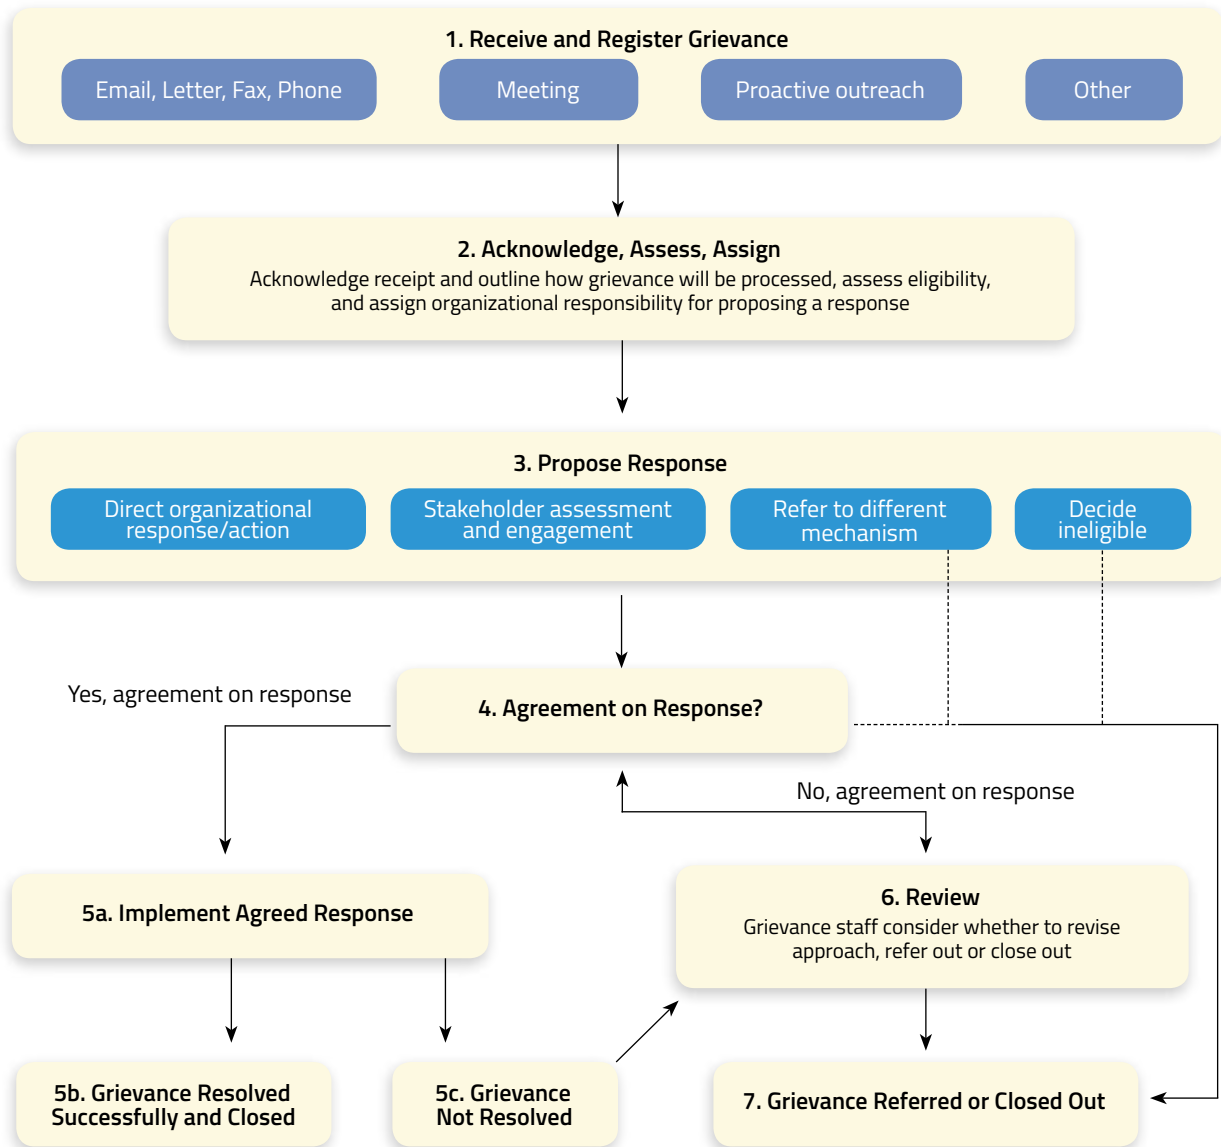 1. Receive and Register Grievance
Email, Letter, Fax, Phone
Meeting
Proactive outreach
Other
2. Acknowledge, Assess, Assign
Acknowledge receipt and outline how grievance will be processed, assess eligibility,
and assign organizational responsibility for proposing a response
3. Propose Response
Direct organizational
response/action
Stakeholder assessment
and engagement
Refer to different
mechanism
Decide
ineligible
Yes, agreement on response
4. Agreement on Response?
No, agreement on response
5a. Implement Agreed Response
6. Review
Grievance staff consider whether to revise
approach, refer out or close out
5b. Grievance Resolved
Successfully and Closed
5c. Grievance
Not Resolved
7. Grievance Referred or Closed Out